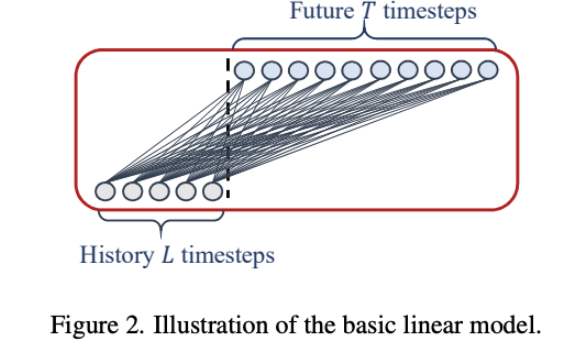 Future T timesteps
History L timesteps
Figure 2. Illustration of the basic linear model.